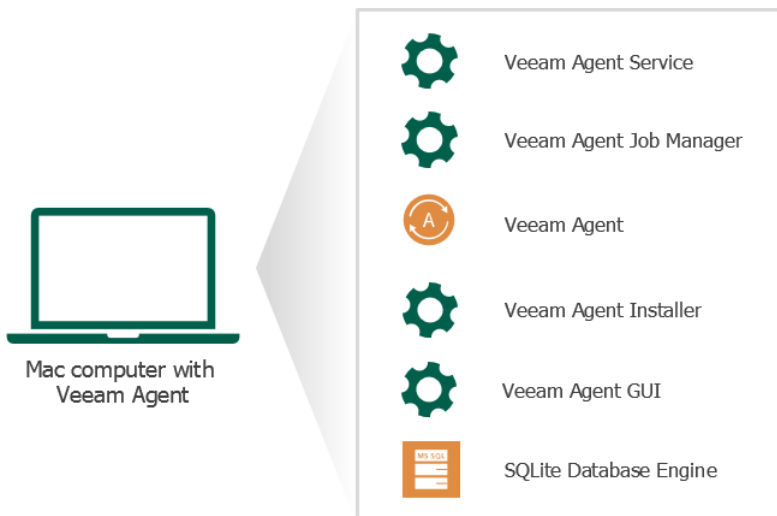 Veeam Agent Service
Veeam Agent Job Manager
A
Veeam Agent
Veeam Agent Installer
Veeam Agent GUI
MS SQL
SQLite Database Engine
Mac computer with
Veeam Agent